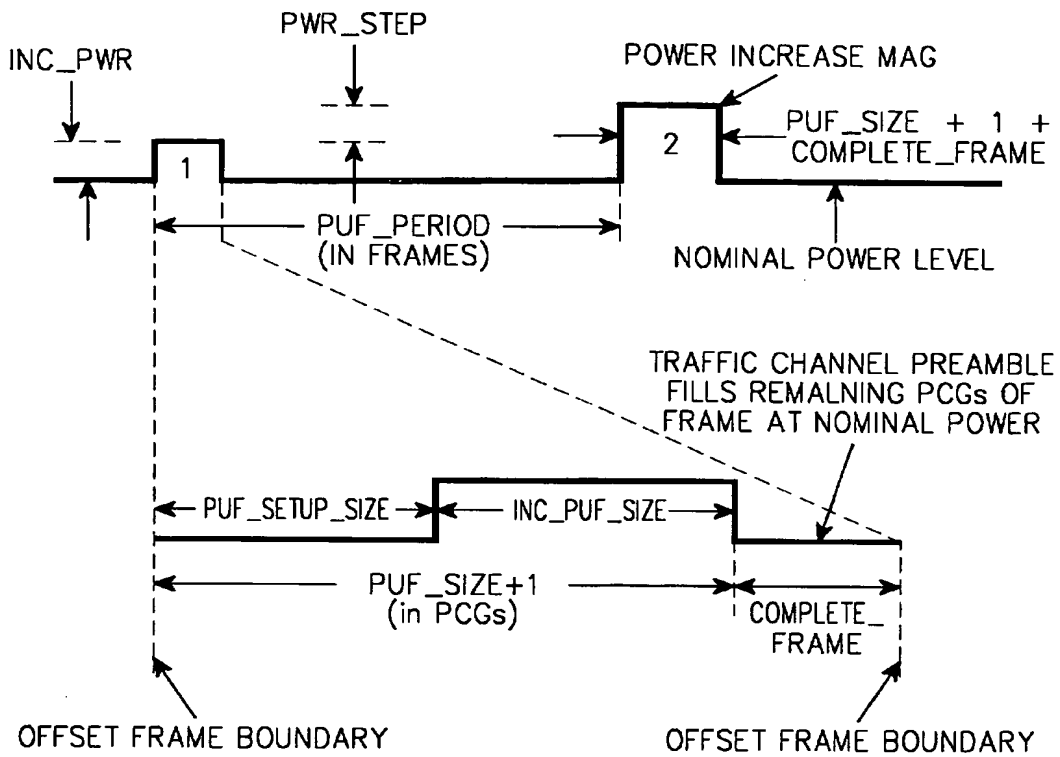 PWR_STEP
INC_PWR
POWER INCREASE MAG
1
2
PUF_SIZE + 1 +
COMPLETE_FRAME
PUF_PERIOD
(IN FRAMES)
NOMINAL POWER LEVEL
TRAFFIC CHANNEL PREAMBLE
FILLS REMALNING PCGs OF
FRAME AT NOMINAL POWER
PUF_SETUP_SIZE
INC_PUF_SIZE
PUF_SIZE+1
(in PCGs)
COMPLETE_
FRAME
OFFSET FRAME BOUNDARY
OFFSET FRAME BOUNDARY